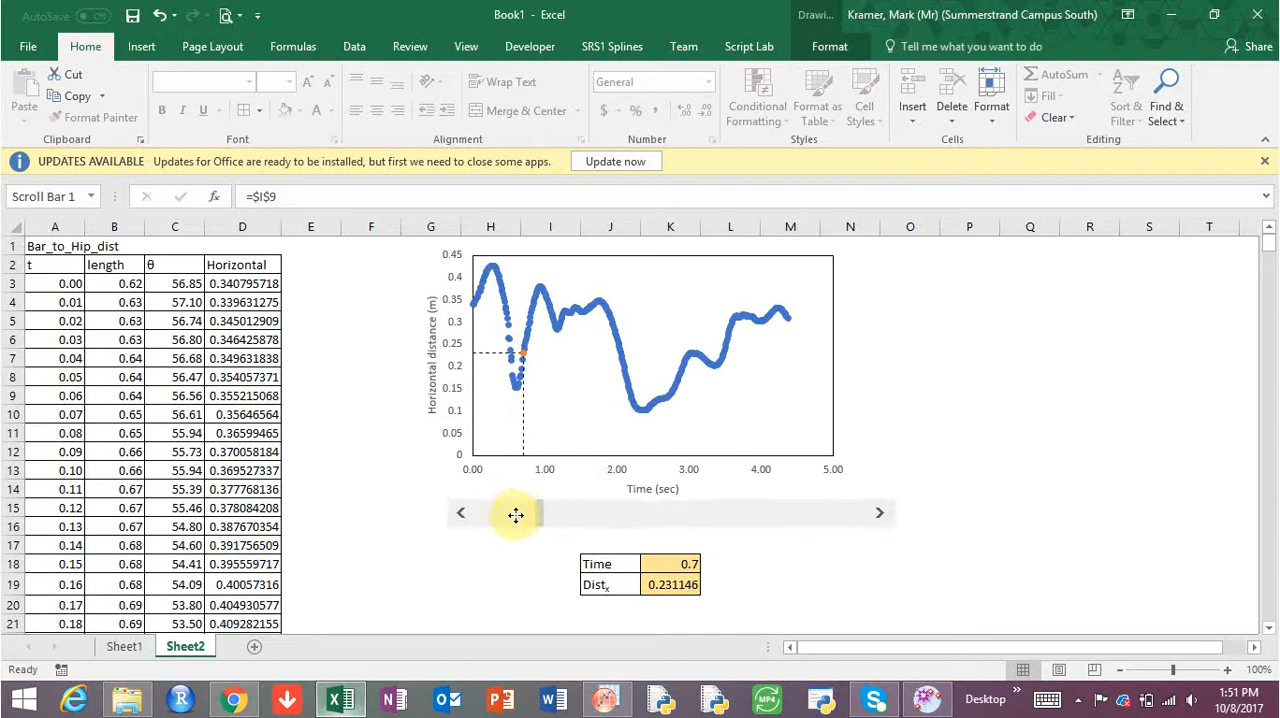 AutoSave Off Book1 - Excel Drawi... Kramer, Mark (Mr) (Summerstrand Campus South)
File Home Insert Page Layout Formulas Data Review View Developer SRS1 Splines Team Script Lab Format Tell me what you want to do Share
Paste Cut Copy Format Painter
Wrap Text Merge & Center
General
$ % ,
Conditional Formatting Format as Table Cell Styles
Insert Delete Format
AutoSum Fill Clear Sort & Filter Find & Select
Clipboard Font Alignment Number Styles Cells Editing
UPDATES AVAILABLE Updates for Office are ready to be installed, but first we need to close some apps. Update now
Scroll Bar 1 fx =$I$9
A B C D E F G H I J K L M N O P Q R S T
1 Bar_to_Hip_dist
2 t length θ Horizontal
3 0.00 0.62 56.85 0.340795718
4 0.01 0.63 57.10 0.339631275
5 0.02 0.63 56.74 0.345012909
6 0.03 0.63 56.80 0.346425878
7 0.04 0.64 56.68 0.349631838
8 0.05 0.64 56.47 0.354057371
9 0.06 0.64 56.56 0.355215068
10 0.07 0.65 56.61 0.35646564
11 0.08 0.65 55.94 0.36599465
12 0.09 0.66 55.73 0.370058184
13 0.10 0.66 55.94 0.369527337
14 0.11 0.67 55.39 0.377768136
15 0.12 0.67 55.46 0.378084208
16 0.13 0.67 54.80 0.387670354
17 0.14 0.68 54.60 0.391756509
18 0.15 0.68 54.41 0.395559717
19 0.16 0.68 54.09 0.40057316
20 0.17 0.69 53.80 0.404930577
21 0.18 0.69 53.50 0.409282155
Horizontal distance (m)
0.45
0.4
0.35
0.3
0.25
0.2
0.15
0.1
0.05
0
0.00 1.00 2.00 3.00 4.00 5.00
Time (sec)
Time 0.7
Distx 0.231146
Sheet1 Sheet2
Ready 100%
Desktop 1:51 PM
10/8/2017